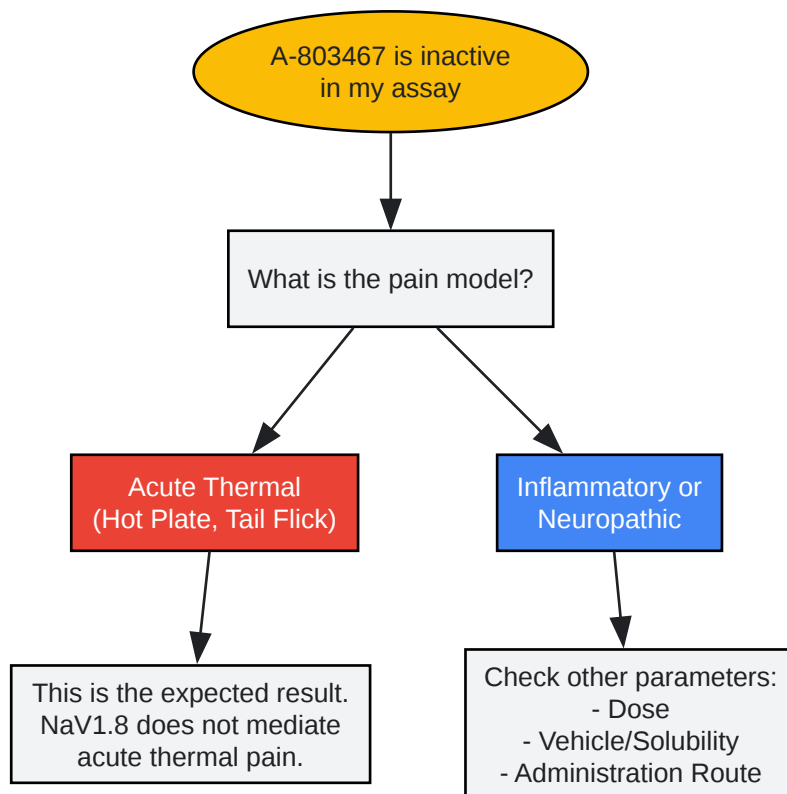 A-803467 is inactive
in my assay
What is the pain model?
Acute Thermal
(Hot Plate, Tail Flick)
Inflammatory or
Neuropathic
This is the expected result.
NaV1.8 does not mediate
acute thermal pain.
Check other parameters:
- Dose
- Vehicle/Solubility
- Administration Route